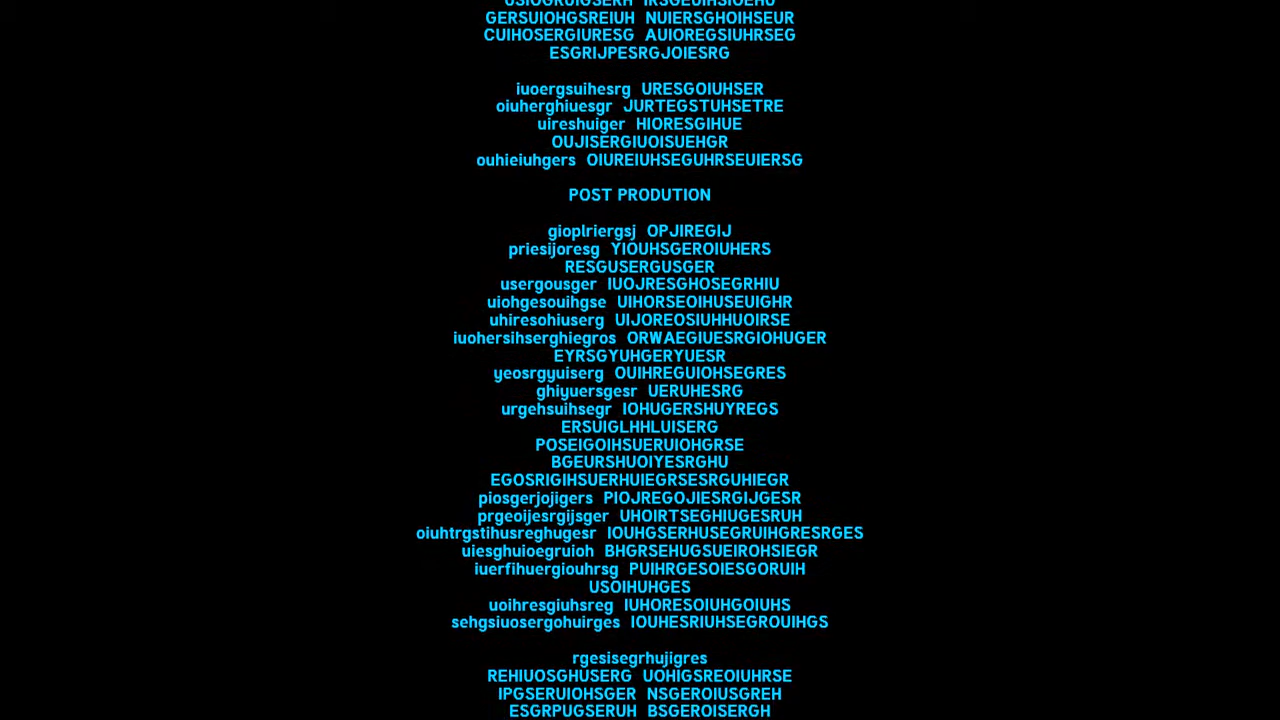 GERSUIOHGSREIUH NUIERSGHOIHSEUR
CUIHOSERGIURESG AUIOREGSIUHRSEG
ESGRIJPESRGJOIESRG
iuoergsuihesrg URESGOIUHSER
oiuherghiuesgr JURTEGSTUHSETRE
uireshuiger HIORESGIHUE
OUJISERGIUOISUEHGR
ouhieiuhgers OIUREIUHSEGUHRSEUIERSG
POST PRODUTION
gioplriergsj OPJIREGIJ
priesijoresg YIOUHSGEROIUHERS
RESGUSERGUSGER
usergousger IUOJRESGHOSEGRHIU
uiohgesouihgse UIHORSEOIHUSEUIGHR
uhiresohiuserg UIJOREOSIUHHUOIRSE
iuohersihserghiegros ORWAEGIUESRGIOHUGER
EYRSGYUHGERYUESR
yeosrgyuiserg OUIHREGUIOHSEGRES
ghiyuersgesr UERUHESRG
urgehsuihsegr IOHUGERSHUYREGS
ERSUIGLHHLUISERG
POSEIGOIHSUERUIOHGRSE
BGEURSHUOIYESRGHU
EGOSRIGIHSUERHUIEGRSESRGUHIEGR
piosgerjojigers PIOJREGOJIESRGIJGESR
prgeoijesrgijsger UHOIRTSEGHIUGESRUH
oiuhtrgstihusreghugesr IOUHGSERHUSEGRUIHGRESRGES
uiesghuioegruioh BHGRSEHUGSUEIROHSIEGR
iuerfihuergiouhrsg PUIHRGESOIESGORUIH
USOIHUHGES
uoihresgiuhsreg IUHORESOIUHGOIUHS
sehgsiuosergohuirges IOUHESRIUHSEGROUIHGS
rgesisegrhujigres
REHIUOSGHUSERG UOHIGSREOIUHRSE
IPGSERUIOHSGER NSGEROIUSGREH
ESGRPUGSERUH BSGEROISERGH